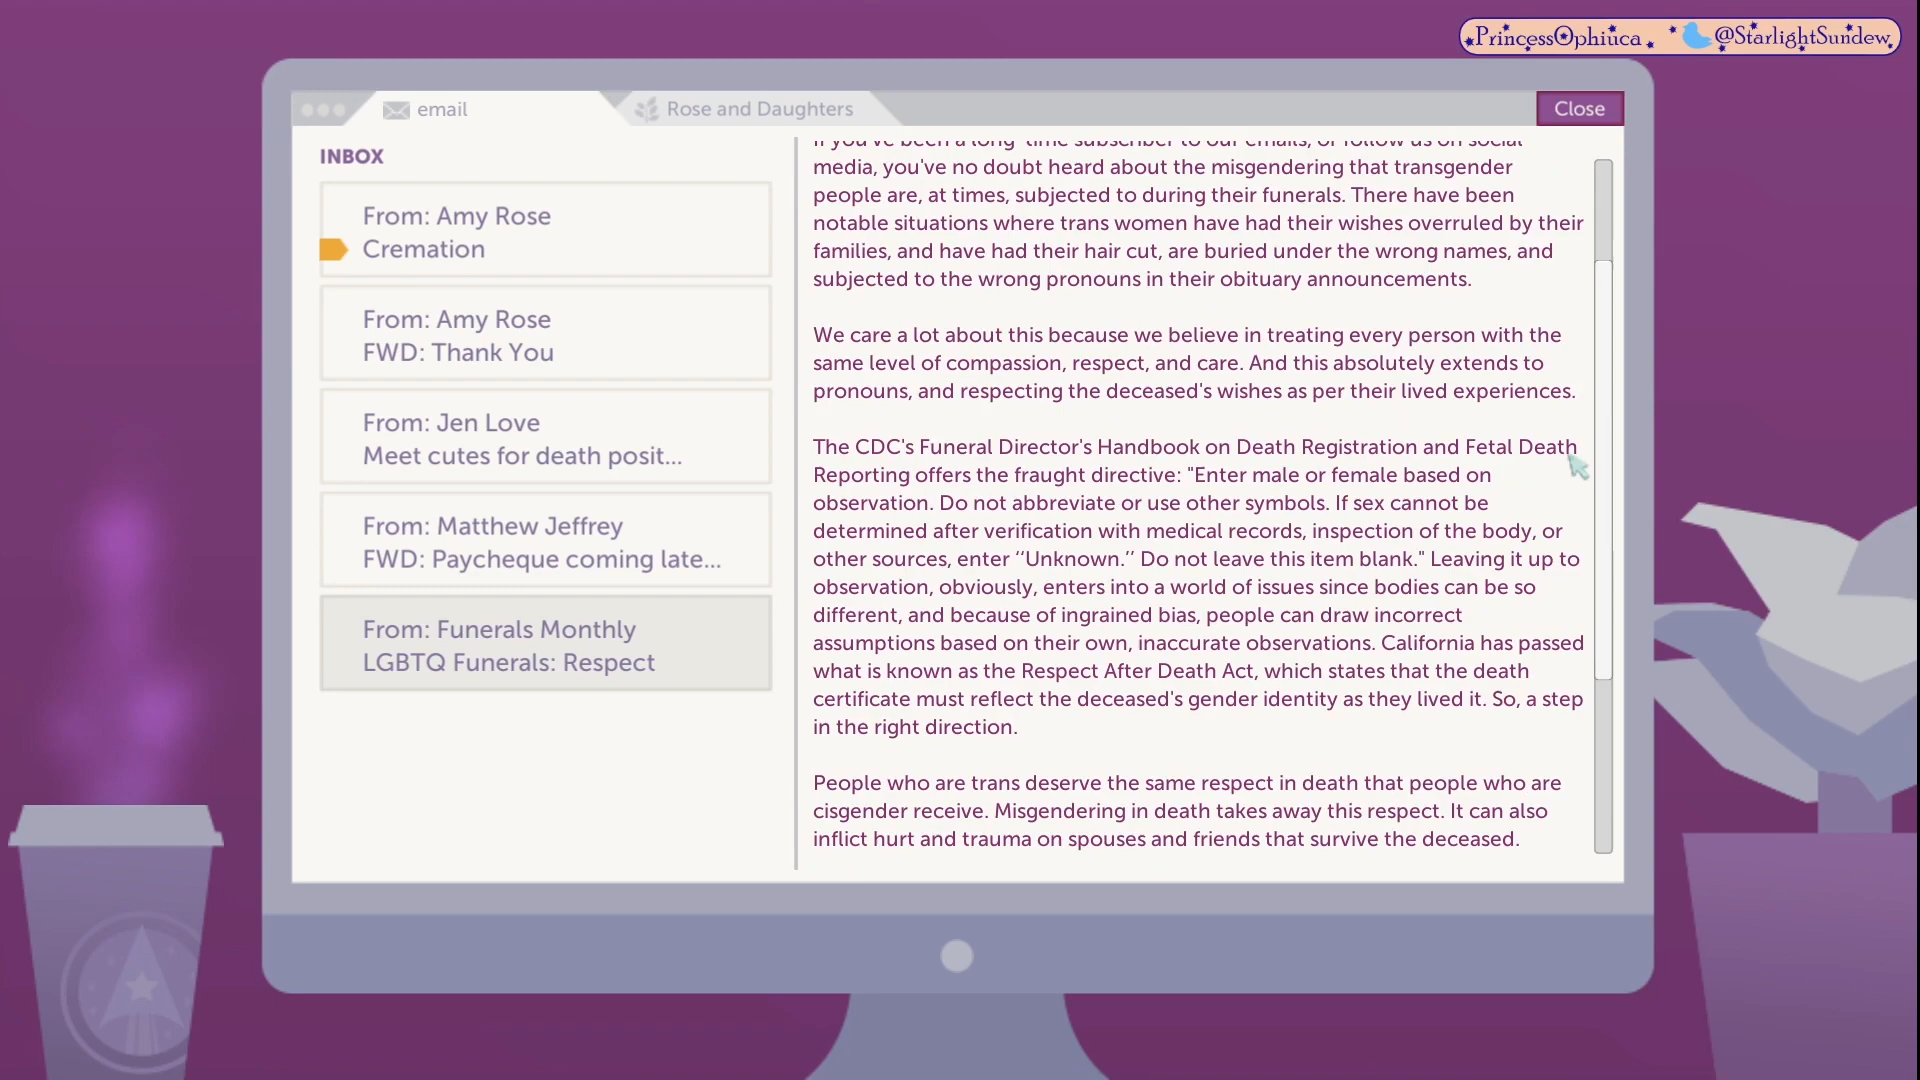 PrincessOphiuca
@StarlightSundew
email
Rose and Daughters
Close
INBOX
From: Amy Rose
Cremation
From: Amy Rose
FWD: Thank You
From: Jen Love
Meet cutes for death posit...
From: Matthew Jeffrey
FWD: Paycheque coming late...
From: Funerals Monthly
LGBTQ Funerals: Respect
If you've been a long-time subscriber to our emails, or follow us on social
media, you've no doubt heard about the misgendering that transgender
people are, at times, subjected to during their funerals. There have been
notable situations where trans women have had their wishes overruled by their
families, and have had their hair cut, are buried under the wrong names, and
subjected to the wrong pronouns in their obituary announcements.
We care a lot about this because we believe in treating every person with the
same level of compassion, respect, and care. And this absolutely extends to
pronouns, and respecting the deceased's wishes as per their lived experiences.
The CDC's Funeral Director's Handbook on Death Registration and Fetal Death
Reporting offers the fraught directive: "Enter male or female based on
observation. Do not abbreviate or use other symbols. If sex cannot be
determined after verification with medical records, inspection of the body, or
other sources, enter ‘‘Unknown.’’ Do not leave this item blank." Leaving it up to
observation, obviously, enters into a world of issues since bodies can be so
different, and because of ingrained bias, people can draw incorrect
assumptions based on their own, inaccurate observations. California has passed
what is known as the Respect After Death Act, which states that the death
certificate must reflect the deceased's gender identity as they lived it. So, a step
in the right direction.
People who are trans deserve the same respect in death that people who are
cisgender receive. Misgendering in death takes away this respect. It can also
inflict hurt and trauma on spouses and friends that survive the deceased.